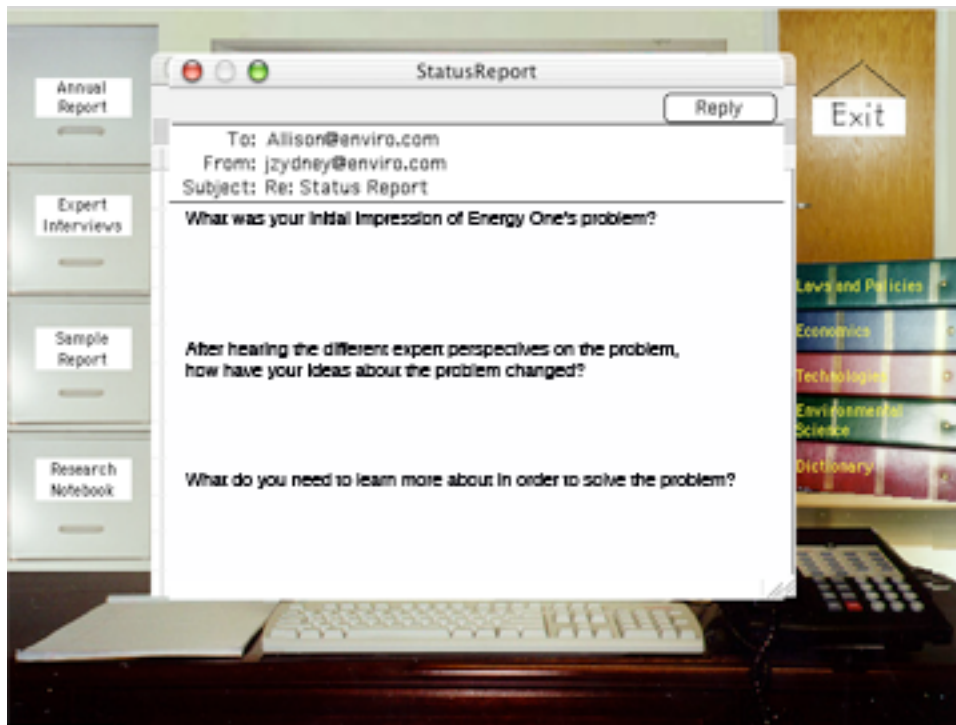 Annual
Report
Expert
Interviews
Sample
Report
Research
Notebook
StatusReport
Reply
To: Allison@enviro.com
From: jzydney@enviro.com
Subject: Re: Status Report
What was your initial impression of Energy One's problem?
After hearing the different expert perspectives on the problem,
how have your ideas about the problem changed?
What do you need to learn more about in order to solve the problem?
Exit
Laws and Policies
Economics
Technologies
Environmental
Science
Dictionary